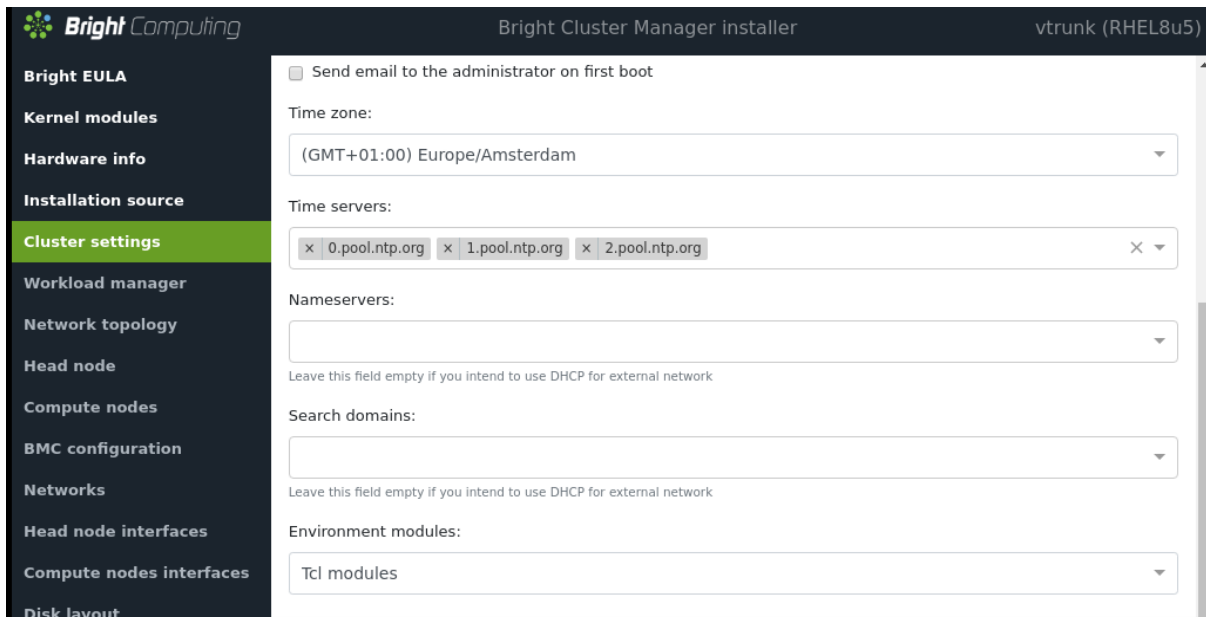 Bright Computing
Bright Cluster Manager installer
vtrunk (RHEL8u5)
Bright EULA
Kernel modules
Hardware info
Installation source
Cluster settings
Workload manager
Network topology
Head node
Compute nodes
BMC configuration
Networks
Head node interfaces
Compute nodes interfaces
Disk layout
Send email to the administrator on first boot
Time zone:
(GMT+01:00) Europe/Amsterdam
Time servers:
× 0.pool.ntp.org × 1.pool.ntp.org × 2.pool.ntp.org ×
Nameservers:
Leave this field empty if you intend to use DHCP for external network
Search domains:
Leave this field empty if you intend to use DHCP for external network
Environment modules:
Tcl modules